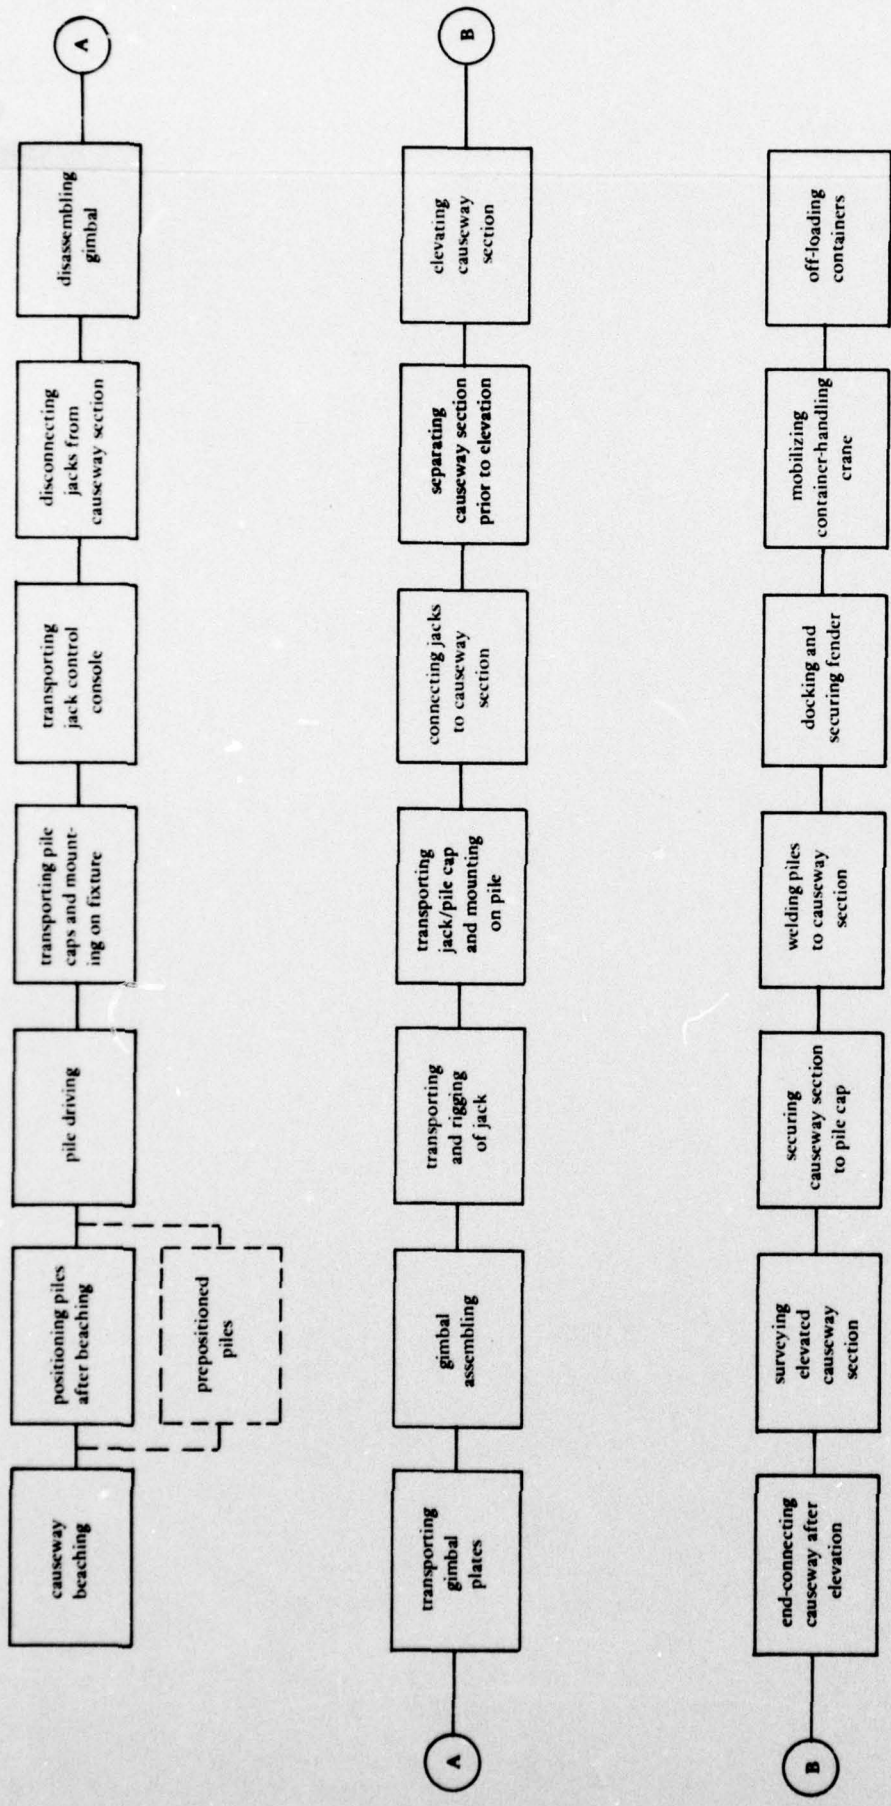 causeway
beaching
positioning piles
after beaching
prepositioned
piles
pile driving
transporting pile
caps and mount-
ing on fixture
transporting
jack control
console
disconnecting
jacks from
causeway section
disassembling
gimbal
A
A
transporting
gimbal
plates
gimbal
assembling
transporting
and rigging
of jack
transporting
jack/pile cap
and mounting
on pile
connecting jacks
to causeway
section
separating
causeway section
prior to elevation
elevating
causeway
section
B
B
end-connecting
causeway after
elevation
surveying
elevated
causeway
section
securing
causeway section
to pile cap
welding piles
to causeway
section
docking and
securing fender
mobilizing
container-handling
crane
off-loading
containers